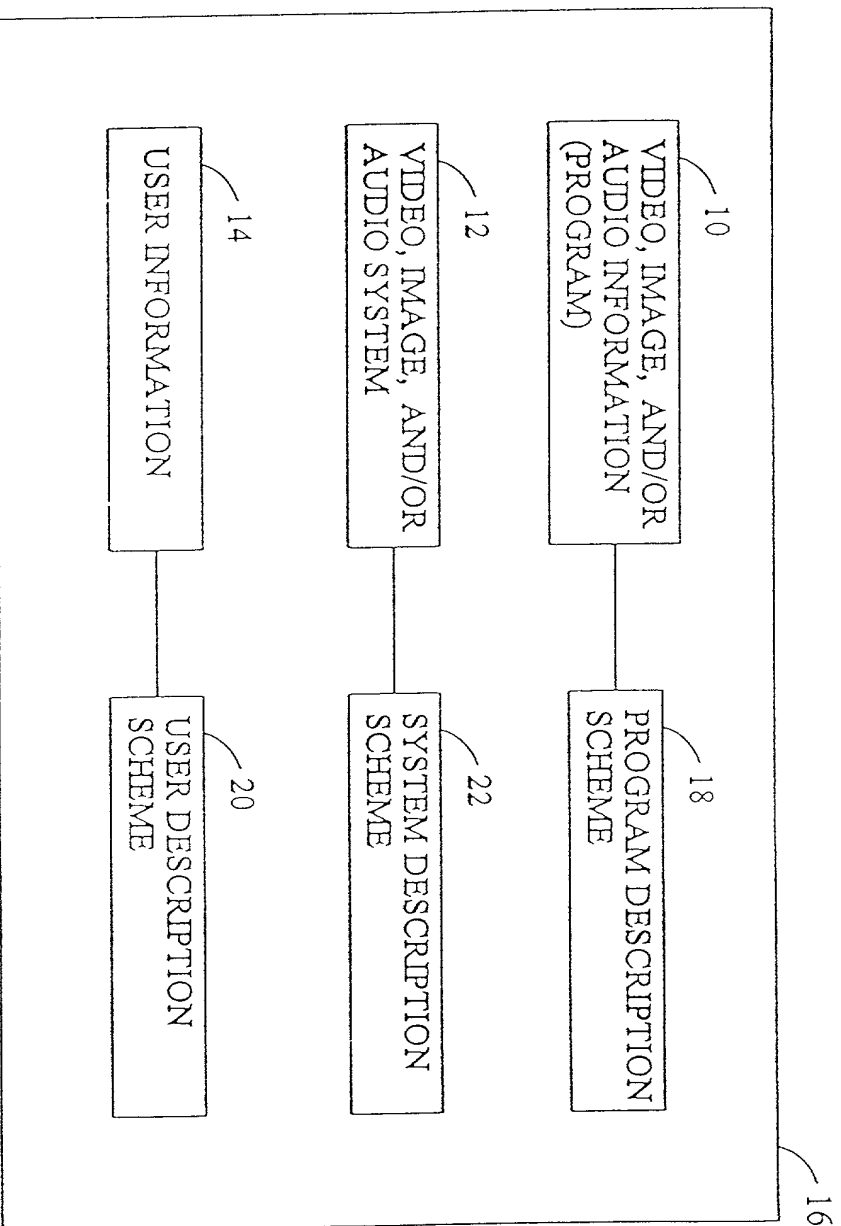 16
10
VIDEO, IMAGE, AND/OR
AUDIO INFORMATION
(PROGRAM)
18
PROGRAM DESCRIPTION
SCHEME
12
VIDEO, IMAGE, AND/OR
AUDIO SYSTEM
22
SYSTEM DESCRIPTION
SCHEME
14
USER INFORMATION
20
USER DESCRIPTION
SCHEME